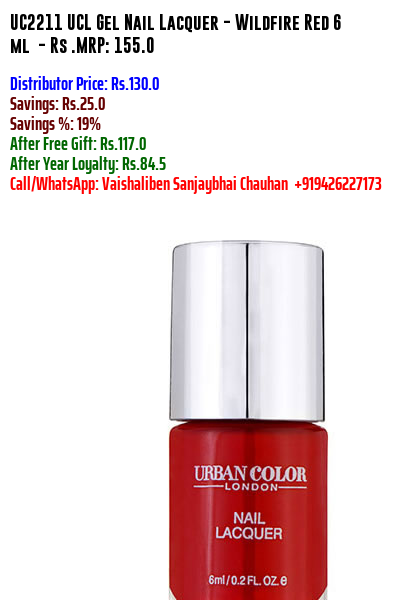 UC2211 UCL Gel Nail Lacquer - Wildfire Red 6
ml - Rs .MRP: 155.0
Distributor Price: Rs.130.0
Savings: Rs.25.0
Savings %: 19%
After Free Gift: Rs.117.0
After Year Loyalty: Rs.84.5
Call/WhatsApp: Vaishaliben Sanjaybhai Chauhan +919426227173
URBAN COLOR
LONDON
NAIL
LACQUER
6ml/0.2 FL. OZ. e